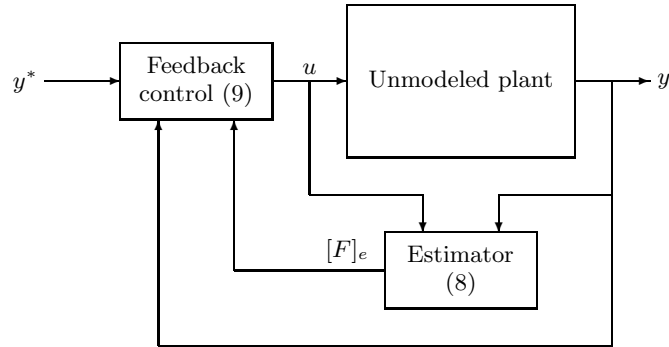 y*
Feedback
control (9)
u
Unmodeled plant
y
[F]e
Estimator
(8)